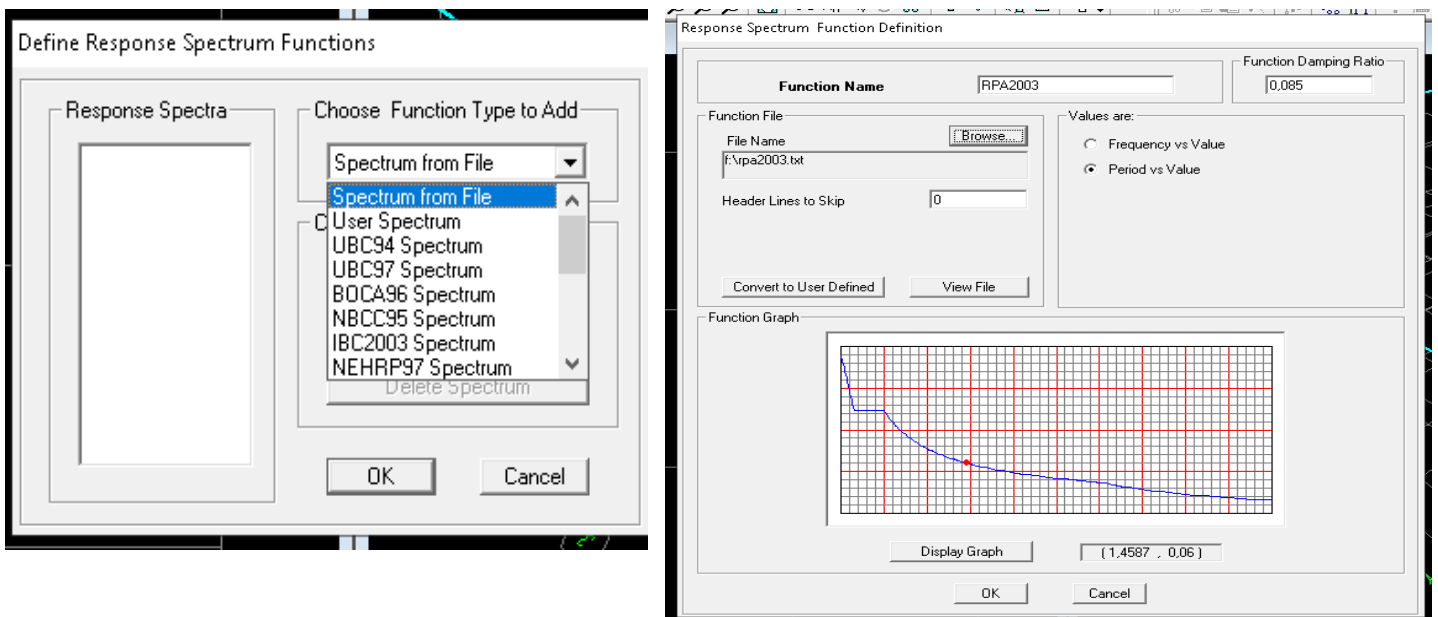 Define Response Spectrum Functions
Response Spectra
Choose Function Type to Add
Spectrum from File
Spectrum from File
User Spectrum
UBC94 Spectrum
UBC97 Spectrum
BOCA96 Spectrum
NBCC95 Spectrum
IBC2003 Spectrum
NEHRP97 Spectrum
Delete Spectrum
OK
Cancel
Response Spectrum Function Definition
Function Name
RPA2003
Function Damping Ratio
0,085
Function File
File Name
Browse...
f:\rpa2003.txt
Header Lines to Skip
0
Convert to User Defined
View File
Values are:
Frequency vs Value
Period vs Value
Function Graph
Display Graph
(1,4587 , 0,06 )
OK
Cancel